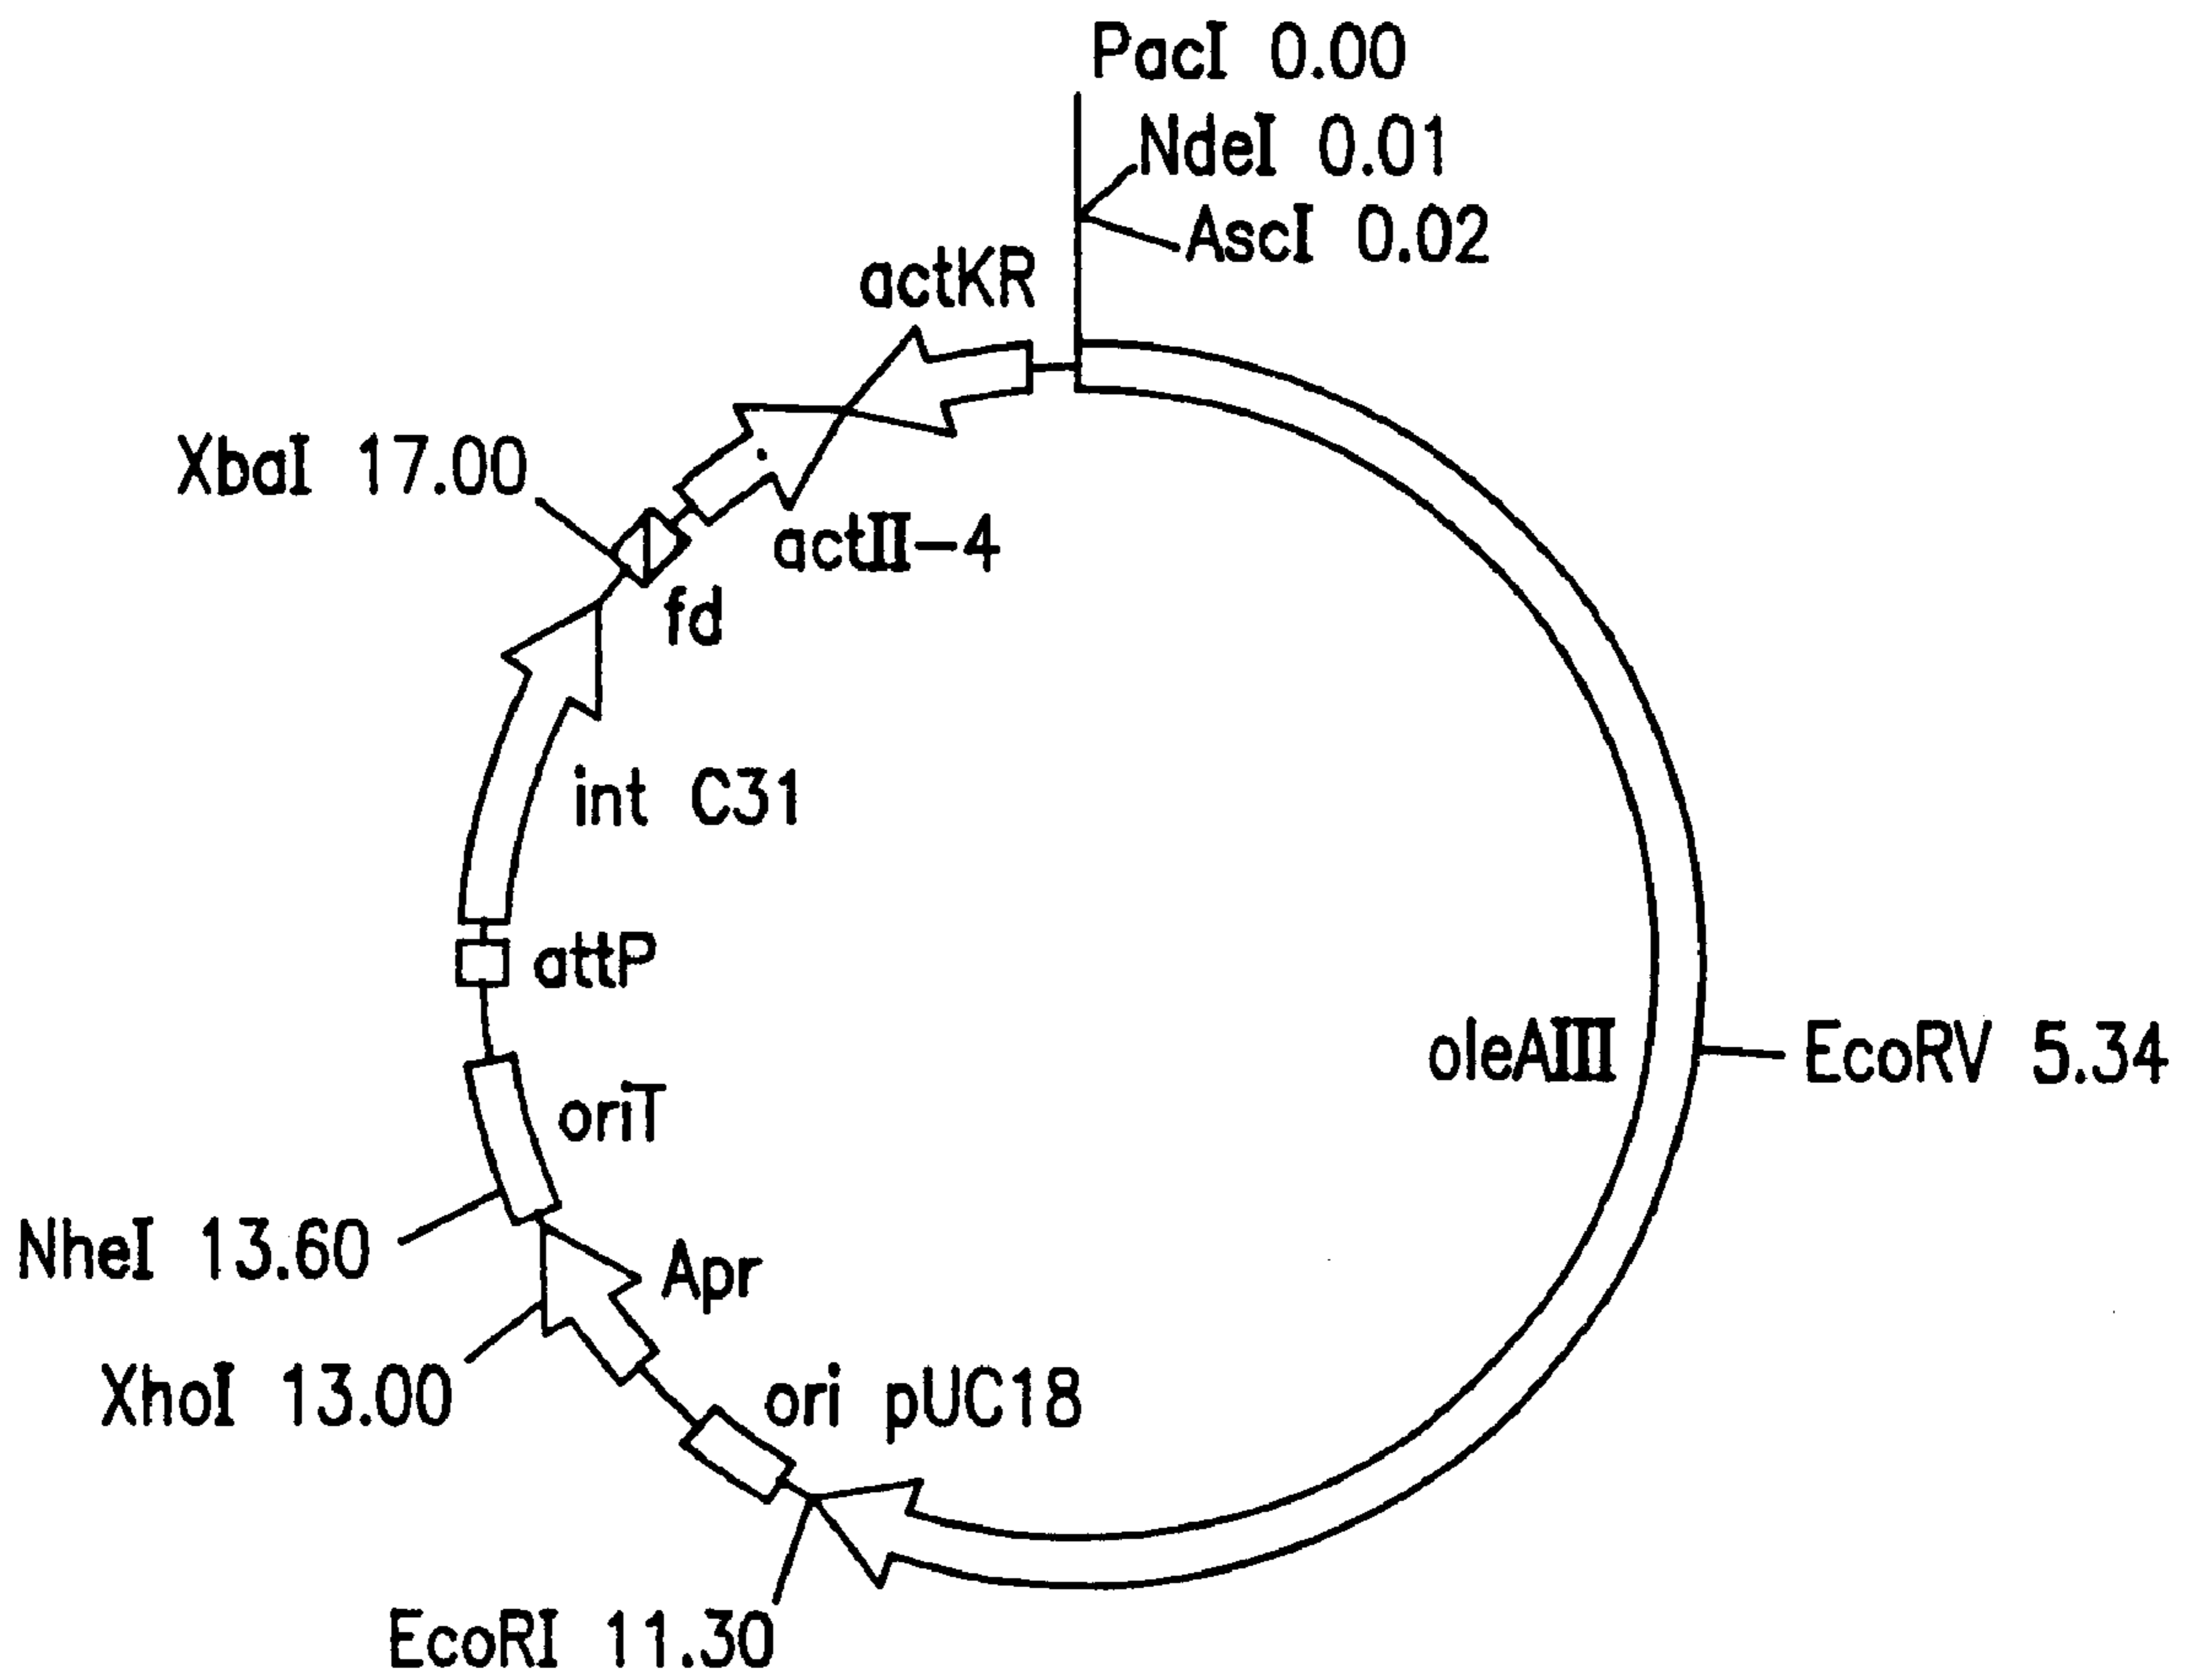 PacI 0.00
NdeI 0.01
AscI 0.02
actKR
XbaI 17.00
actII-4
fd
int C31
attP
oleAIII
EcoRV 5.34
oriT
NheI 13.60
Apr
XhoI 13.00
ori pUC18
EcoRI 11.30